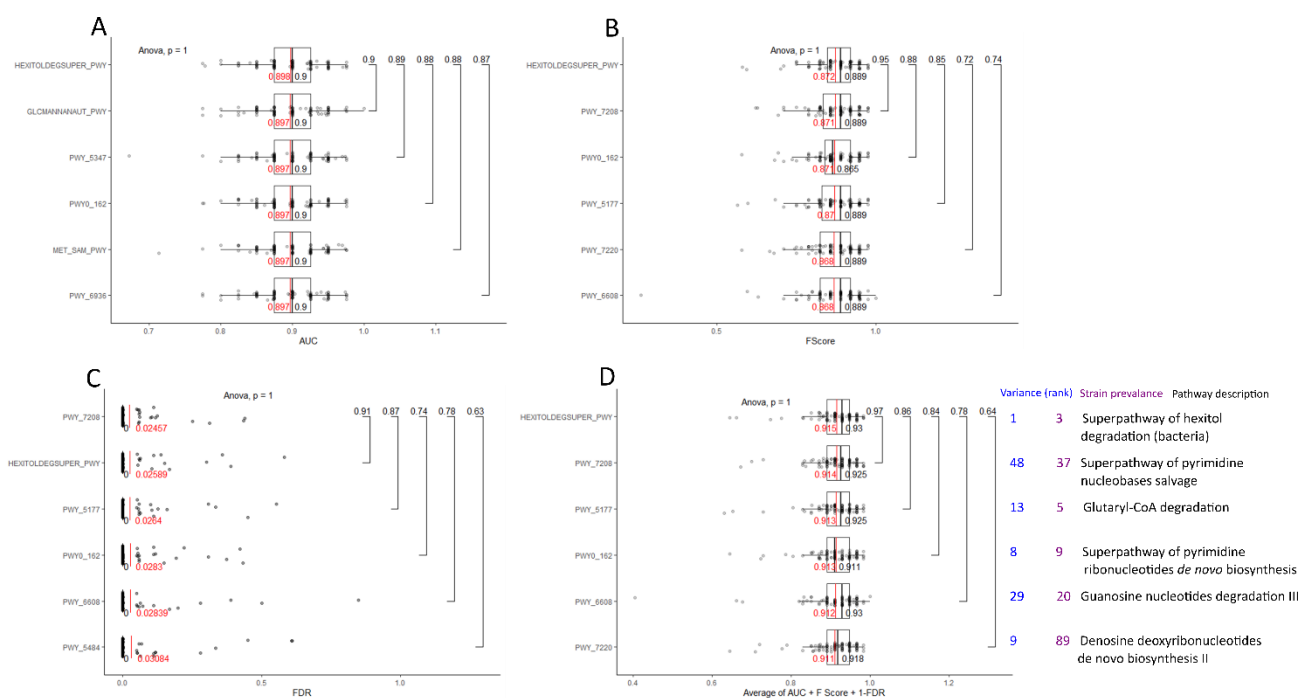 A
Anova, p = 1
0.9 0.89 0.88 0.88 0.87
HEXITOLDEGSUPER_PWY
0.898 0.9
GLCMANNANAUT_PWY
0.897 0.9
PWY_5347
0.897 0.9
PWY0_162
0.897 0.9
MET_SAM_PWY
0.897 0.9
PWY_6936
0.897 0.9
0.7 0.8 0.9 1.0 1.1
AUC
B
Anova, p = 1
0.95 0.88 0.85 0.72 0.74
HEXITOLDEGSUPER_PWY
0.872 0.889
PWY_7208
0.871 0.889
PWY0_162
0.871 0.865
PWY_5177
0.87 0.889
PWY_7220
0.868 0.889
PWY_6608
0.868 0.889
0.5 1.0
FScore
C
Anova, p = 1
0.91 0.87 0.74 0.78 0.63
PWY_7208
0 0.02457
HEXITOLDEGSUPER_PWY
0 0.02589
PWY_5177
0 0.0264
PWY0_162
0 0.0283
PWY_6608
0 0.02839
PWY_5484
0 0.03084
0.0 0.5 1.0
FDR
D
Anova, p = 1
0.97 0.86 0.84 0.78 0.64
HEXITOLDEGSUPER_PWY
0.915 0.93
PWY_7208
0.914 0.925
PWY_5177
0.913 0.925
PWY0_162
0.913 0.911
PWY_6608
0.912 0.93
PWY_7220
0.911 0.918
0.4 0.6 0.8 1.0 1.2
Average of AUC + F Score + 1-FDR
Variance (rank) Strain prevalance Pathway description
1 3 Superpathway of hexitol
degradation (bacteria)
48 37 Superpathway of pyrimidine
nucleobases salvage
13 5 Glutaryl-CoA degradation
8 9 Superpathway of pyrimidine
ribonucleotides de novo biosynthesis
29 20 Guanosine nucleotides degradation III
9 89 Denosine deoxyribonucleotides
de novo biosynthesis II